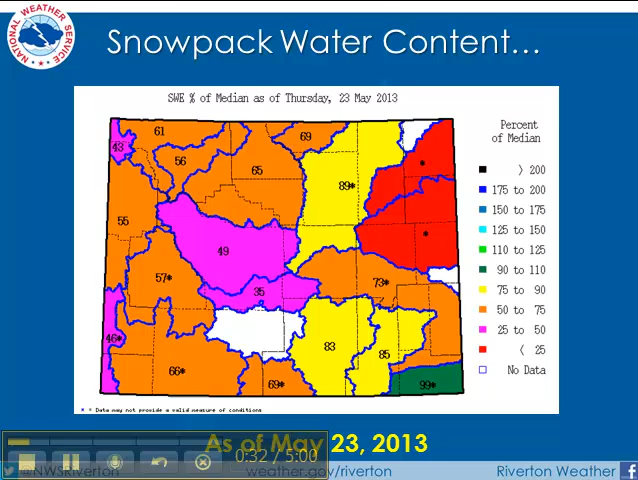 NATIONAL WEATHER SERVICE
Snowpack Water Content…
SWE % of Median as of Thursday, 23 May 2013
Percent
of Median
> 200
175 to 200
150 to 175
125 to 150
110 to 125
90 to 110
75 to 90
50 to 75
25 to 50
< 25
No Data
61
69
43
56
65
89*
*
55
49
*
57*
35
73*
46*
83
85
66*
69*
99*
* = Data may not provide a valid measure of conditions
As of May 23, 2013
0:32 / 5:00
@NWSRiverton
weather.gov/riverton
Riverton Weather